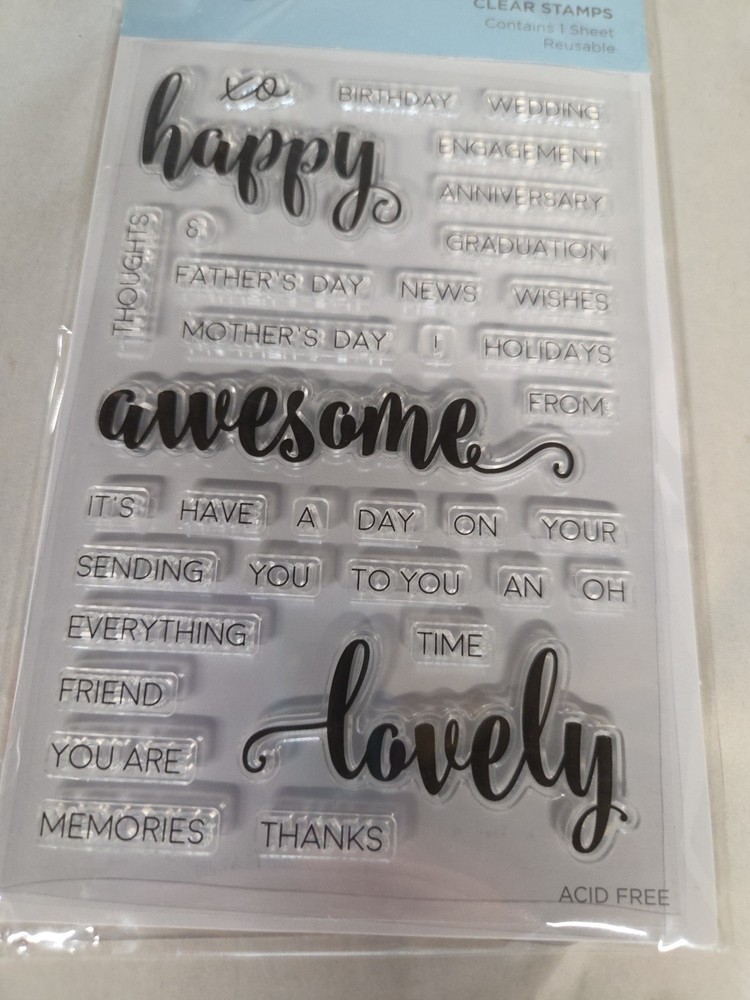 CLEAR STAMPS
Contains 1 Sheet
Reusable
xo BIRTHDAY WEDDING
happy
ENGAGEMENT
ANNIVERSARY
THOUGHTS
&
GRADUATION
FATHER'S DAY NEWS WISHES
MOTHER'S DAY ! HOLIDAYS
awesome
FROM
IT'S HAVE A DAY ON YOUR
SENDING YOU TO YOU AN OH
EVERYTHING TIME
FRIEND
lovely
YOU ARE
MEMORIES THANKS
ACID FREE